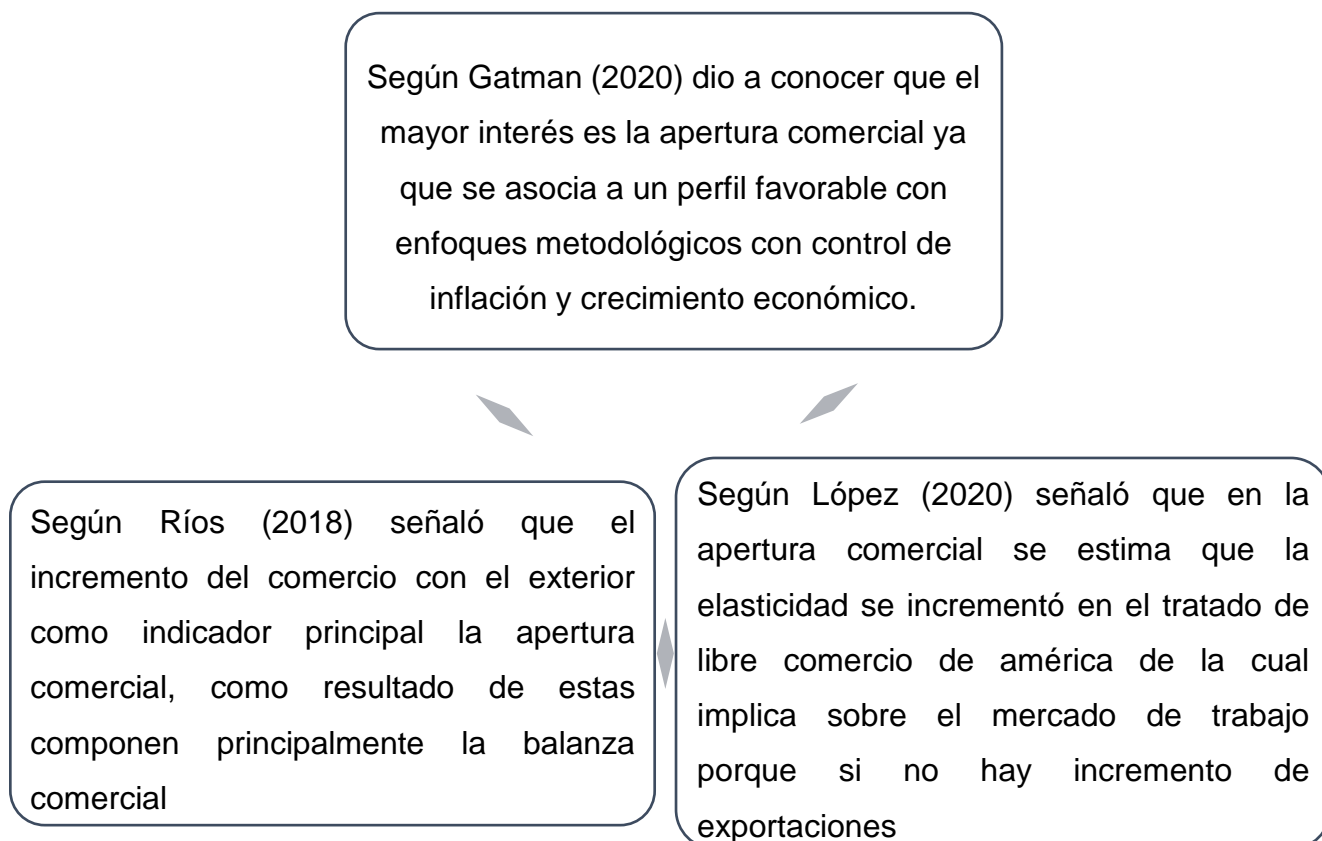 Según Gatman (2020) dio a conocer que el
mayor interés es la apertura comercial ya
que se asocia a un perfil favorable con
enfoques metodológicos con control de
inflación y crecimiento económico.
Según Ríos (2018) señaló que el
incremento del comercio con el exterior
como indicador principal la apertura
comercial, como resultado de estas
componen principalmente la balanza
comercial
Según López (2020) señaló que en la
apertura comercial se estima que la
elasticidad se incrementó en el tratado de
libre comercio de américa de la cual
implica sobre el mercado de trabajo
porque si no hay incremento de
exportaciones